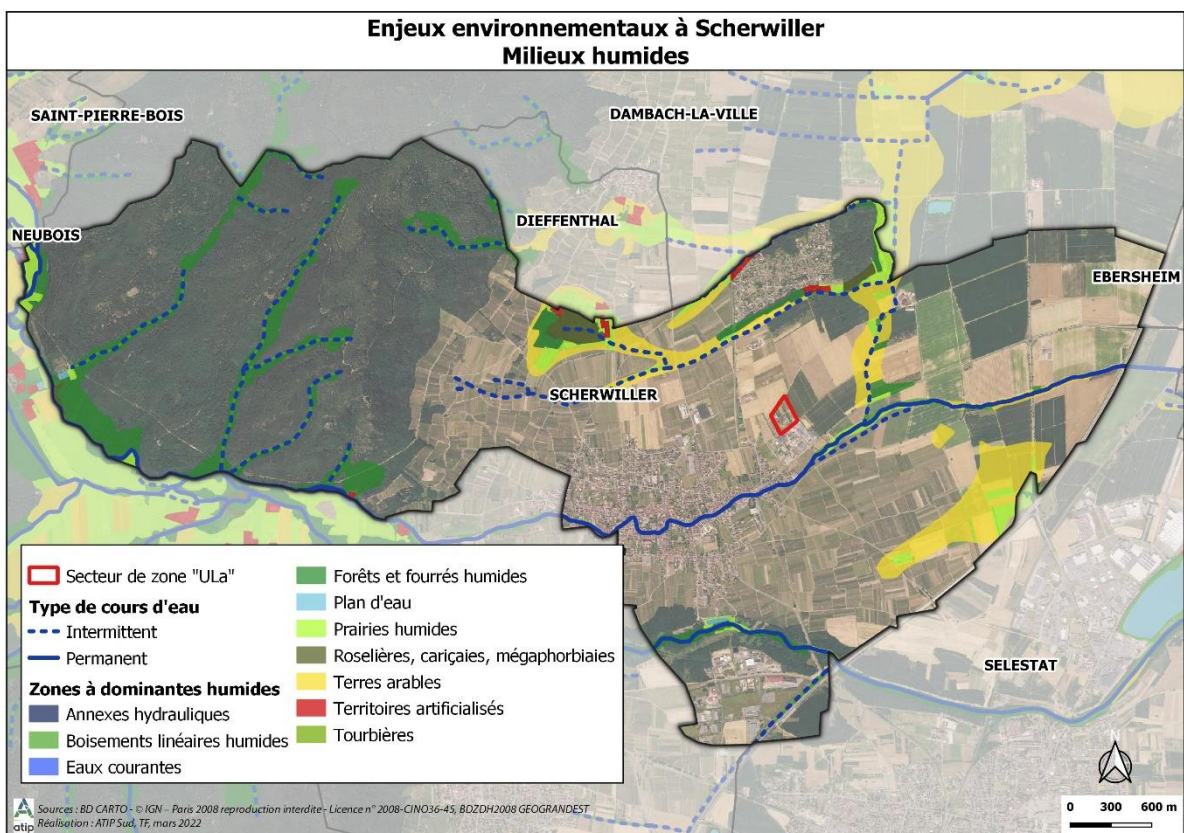 Enjeux environnementaux à Scherwiller
Milieux humides
SAINT-PIERRE-BOIS
DAMBACH-LA-VILLE
DIEFFENTHAL
NEUBOIS
EBERSHEIM
SCHERWILLER
SELESTAT
Secteur de zone "ULa"
Type de cours d'eau
Intermittent
Permanent
Zones à dominantes humides
Annexes hydrauliques
Boisements linéaires humides
Eaux courantes
Forêts et fourrés humides
Plan d'eau
Prairies humides
Roselières, cariçaies, mégaphorbiaies
Terres arables
Territoires artificialisés
Tourbières
N
0 300 600 m
atip
Sources : BD CARTO - © IGN – Paris 2008 reproduction interdite - Licence n° 2008-CINO36-45, BDZDH2008 GEOGRANDEST
Réalisation : ATIP Sud, TF, mars 2022